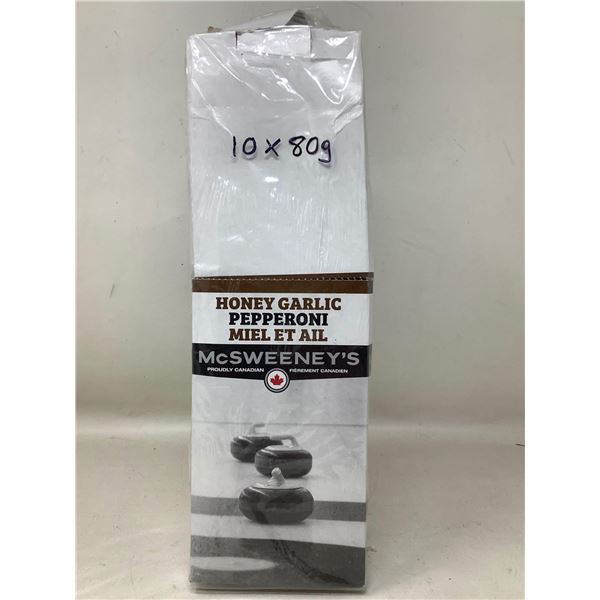 10 x 80g
HONEY GARLIC
PEPPERONI
MIEL ET AIL
McSWEENEY'S
PROUDLY CANADIAN FIÈREMENT CANADIEN